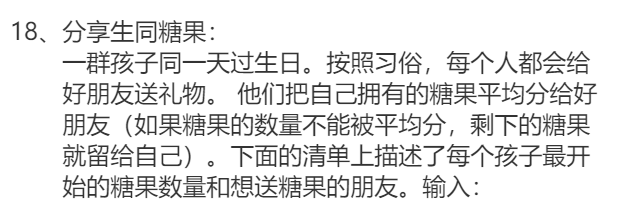 18、分享生同糖果：
一群孩子同一天过生日。按照习俗，每个人都会给
好朋友送礼物。 他们把自己拥有的糖果平均分给好
朋友（如果糖果的数量不能被平均分，剩下的糖果
就留给自己）。下面的清单上描述了每个孩子最开
始的糖果数量和想送糖果的朋友。输入：